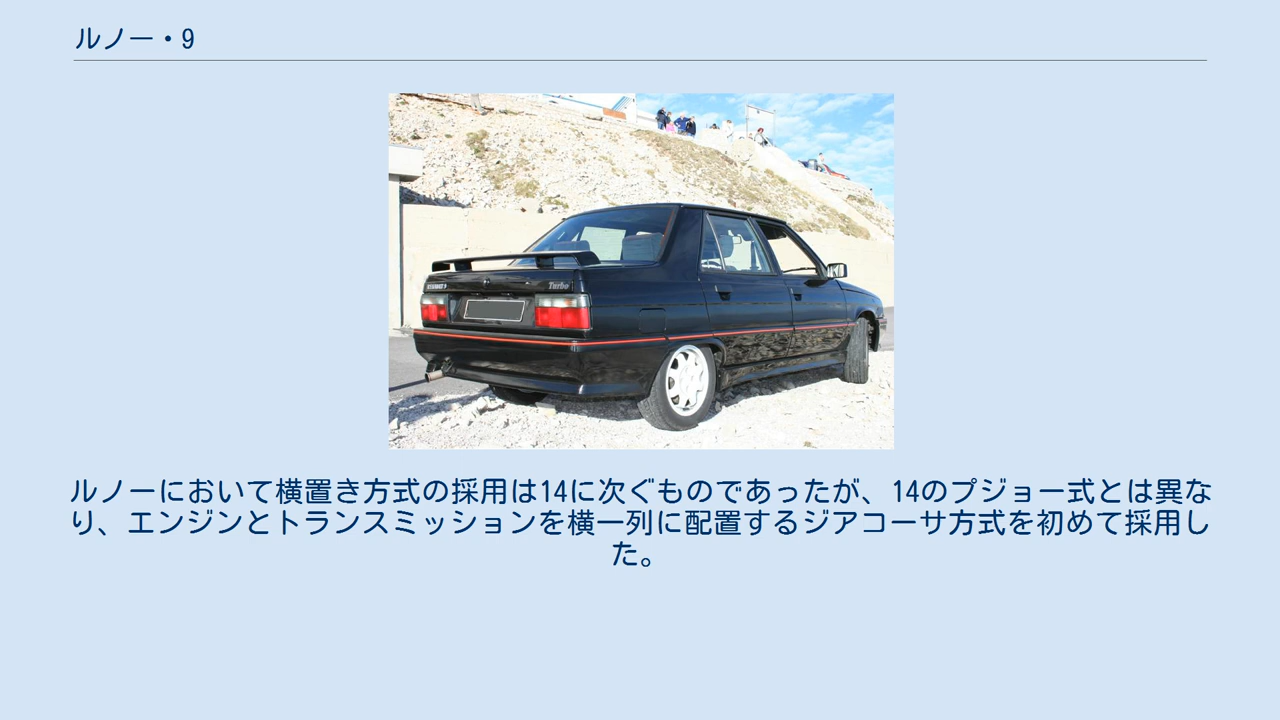 ルノー・9
Turbo
ルノーにおいて横置き方式の採用は14に次ぐものであったが、14のプジョー式とは異な
り、エンジンとトランスミッションを横一列に配置するジアコーサ方式を初めて採用し
た。